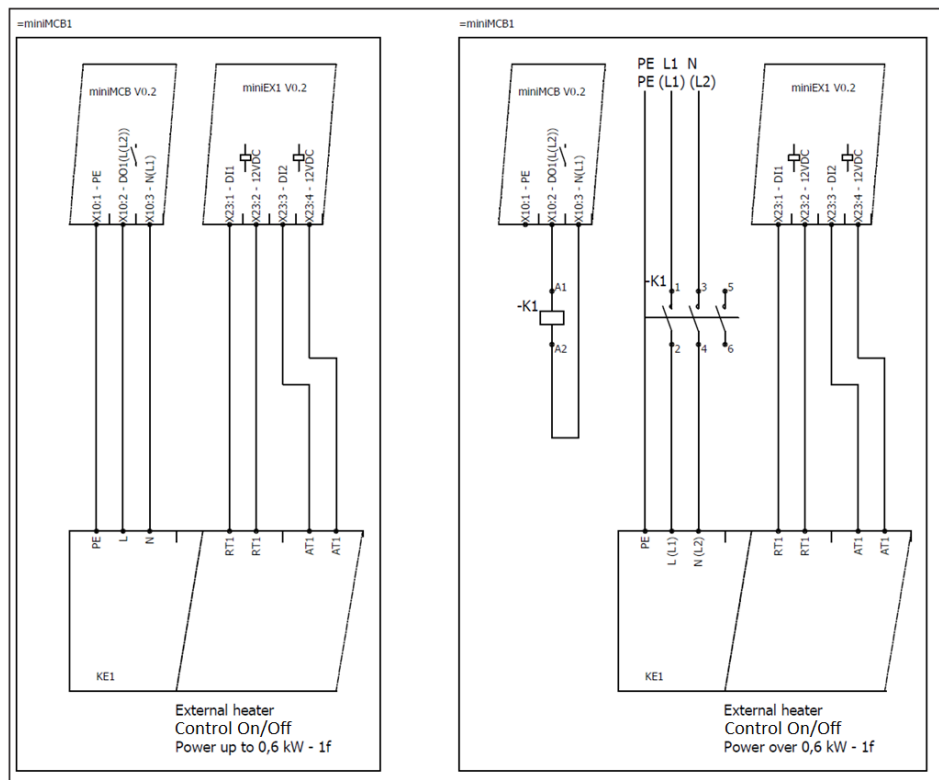 =miniMCB1
miniMCB V0.2
miniEX1 V0.2
X10:1 - PE
X10:2 - DO1(L(L2))
X10:3 - N(L1)
X23:1 - DI1
X23:2 - 12VDC
X23:3 - DI2
X23:4 - 12VDC
PE
L
N
RT1
RT1
AT1
AT1
KE1
External heater
Control On/Off
Power up to 0,6 kW - 1f
=miniMCB1
PE L1 N
PE (L1) (L2)
miniMCB V0.2
miniEX1 V0.2
X10:1 - PE
X10:2 - DO1(L(L2))
X10:3 - N(L1)
X23:1 - DI1
X23:2 - 12VDC
X23:3 - DI2
X23:4 - 12VDC
A1
-K1
A2
-K1
1
3
5
2
4
6
PE
L (L1)
N (L2)
RT1
RT1
AT1
AT1
KE1
External heater
Control On/Off
Power over 0,6 kW - 1f